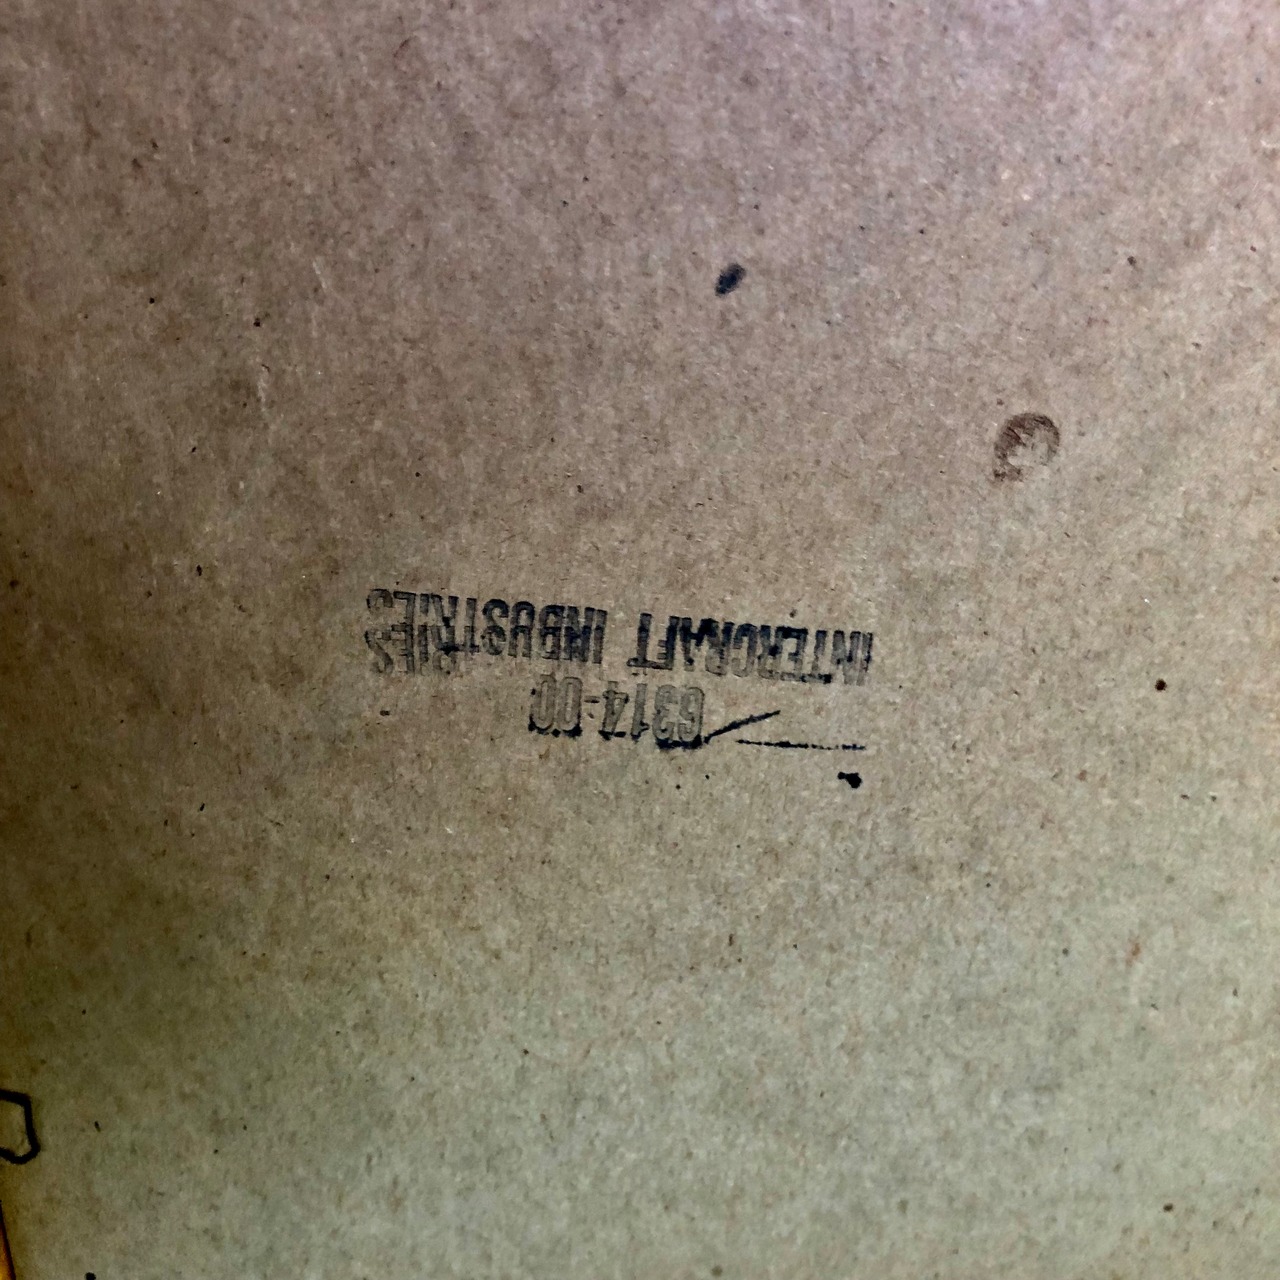 6314-00
INTERCRAFT INDUSTRIES